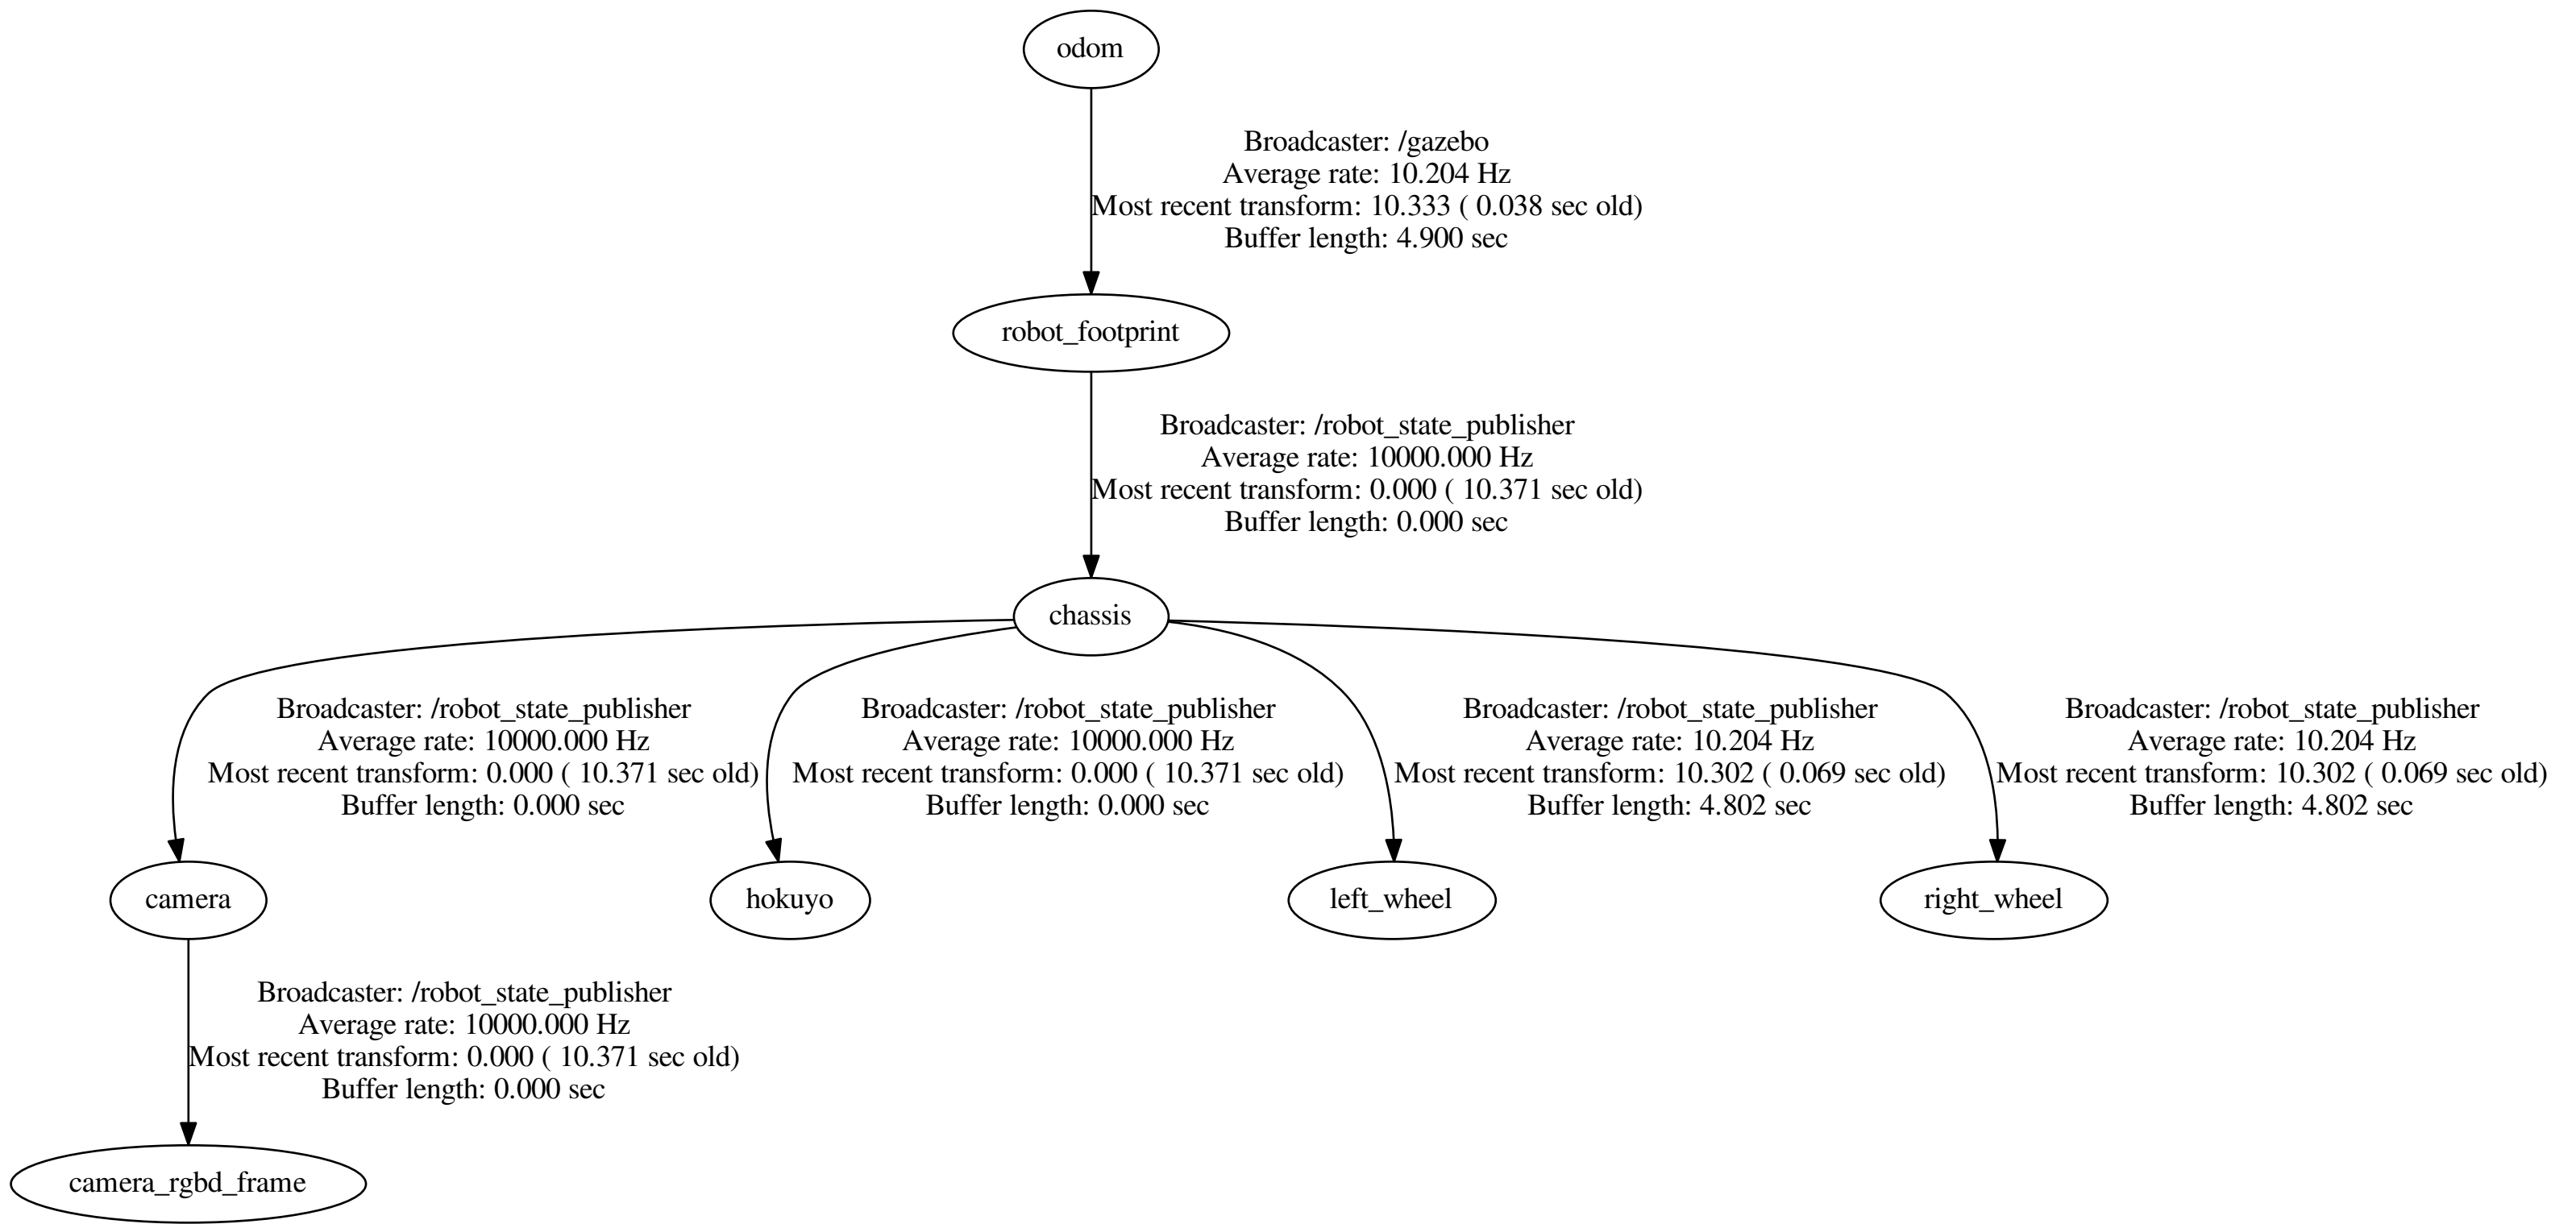 odom
Broadcaster: /gazebo
Average rate: 10.204 Hz
Most recent transform: 10.333 ( 0.038 sec old)
Buffer length: 4.900 sec
robot_footprint
Broadcaster: /robot_state_publisher
Average rate: 10000.000 Hz
Most recent transform: 0.000 ( 10.371 sec old)
Buffer length: 0.000 sec
chassis
Broadcaster: /robot_state_publisher
Average rate: 10000.000 Hz
Most recent transform: 0.000 ( 10.371 sec old)
Buffer length: 0.000 sec
Broadcaster: /robot_state_publisher
Average rate: 10000.000 Hz
Most recent transform: 0.000 ( 10.371 sec old)
Buffer length: 0.000 sec
Broadcaster: /robot_state_publisher
Average rate: 10.204 Hz
Most recent transform: 10.302 ( 0.069 sec old)
Buffer length: 4.802 sec
Broadcaster: /robot_state_publisher
Average rate: 10.204 Hz
Most recent transform: 10.302 ( 0.069 sec old)
Buffer length: 4.802 sec
camera
hokuyo
left_wheel
right_wheel
Broadcaster: /robot_state_publisher
Average rate: 10000.000 Hz
Most recent transform: 0.000 ( 10.371 sec old)
Buffer length: 0.000 sec
camera_rgbd_frame